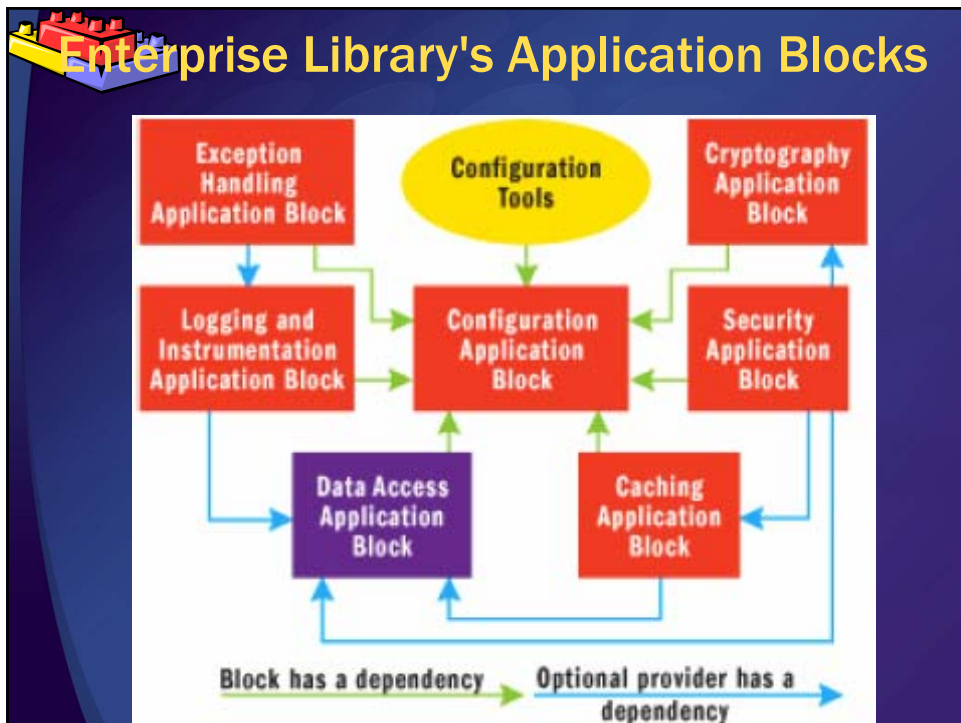 Enterprise Library's Application Blocks
Exception
Handling
Application Block
Configuration
Tools
Cryptography
Application
Block
Logging and
Instrumentation
Application Block
Configuration
Application
Block
Security
Application
Block
Data Access
Application
Block
Caching
Application
Block
Block has a dependency
Optional provider has a
dependency